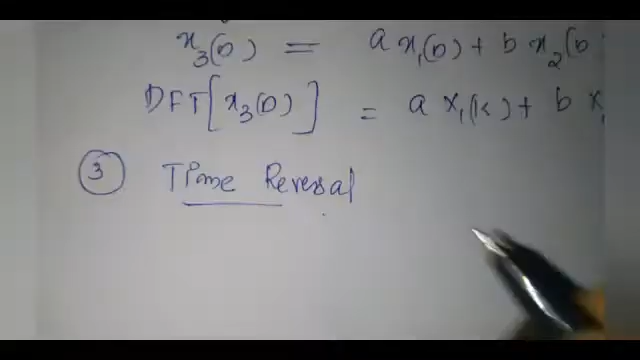 x₃(n) = a x₁(n) + b x₂(n
DFT[x₃(n)] = a X₁(k) + b X
③ Time Reversal